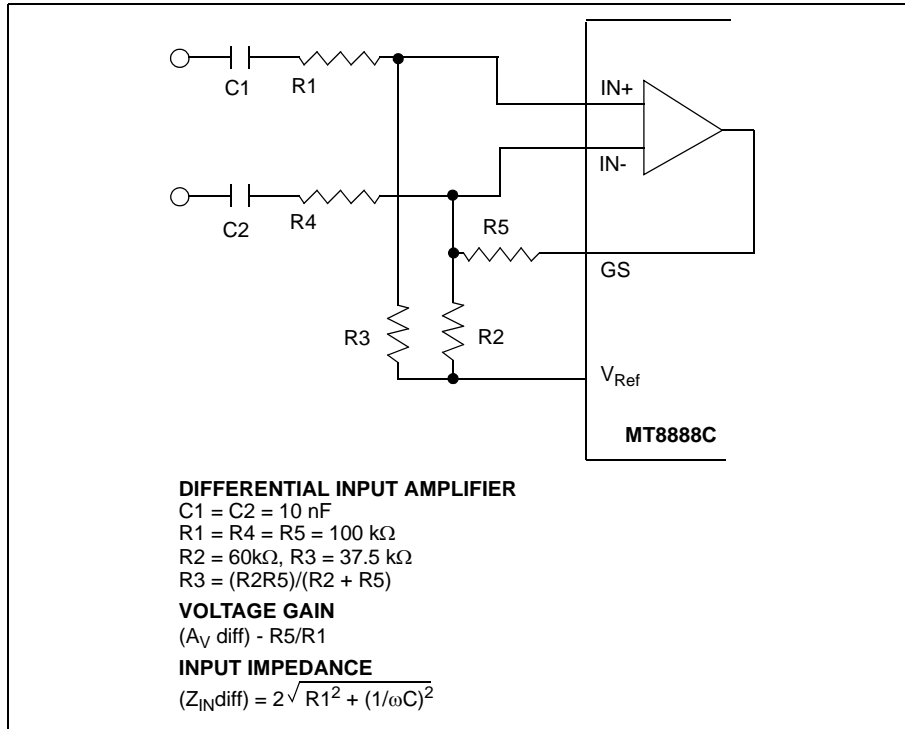 C1
R1
IN+
IN-
C2
R4
R5
GS
R3
R2
V_Ref
MT8888C
DIFFERENTIAL INPUT AMPLIFIER
C1 = C2 = 10 nF
R1 = R4 = R5 = 100 kΩ
R2 = 60kΩ, R3 = 37.5 kΩ
R3 = (R2R5)/(R2 + R5)
VOLTAGE GAIN
(A_V diff) - R5/R1
INPUT IMPEDANCE
(Z_INdiff) = 2√R1² + (1/ωC)²